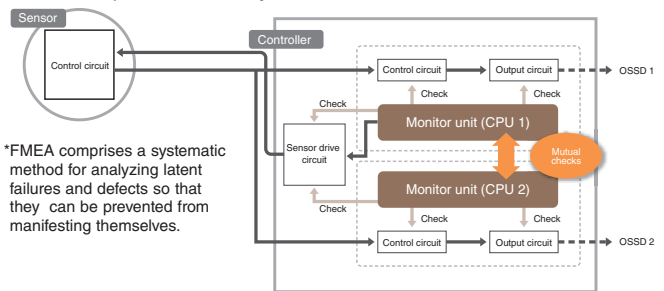 Sensor
Control circuit
Controller
Control circuit
Output circuit
OSSD 1
Check
Check
Check
Monitor unit (CPU 1)
Sensor drive
circuit
Mutual
checks
Monitor unit (CPU 2)
Check
Check
Check
Control circuit
Output circuit
OSSD 2
*FMEA comprises a systematic
method for analyzing latent
failures and defects so that
they can be prevented from
manifesting themselves.